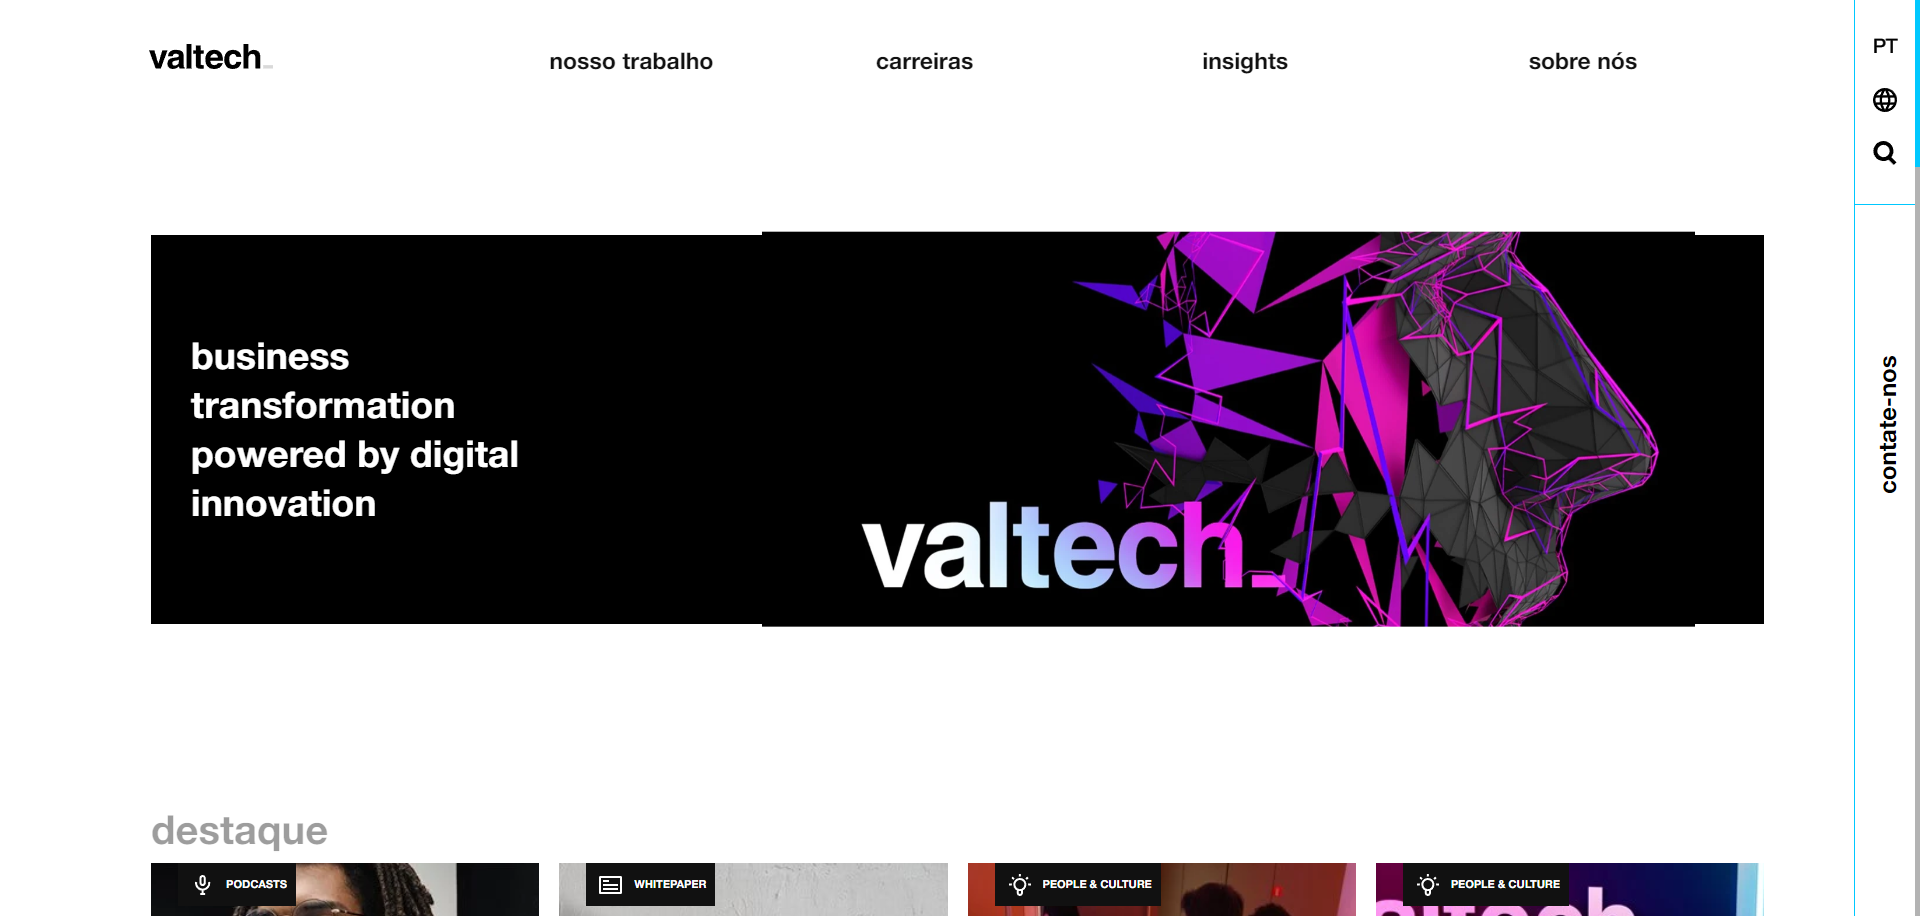 valtech_
nosso trabalho
carreiras
insights
sobre nós
PT
contate-nos
business
transformation
powered by digital
innovation
valtech_
destaque
PODCASTS
WHITEPAPER
PEOPLE & CULTURE
PEOPLE & CULTURE